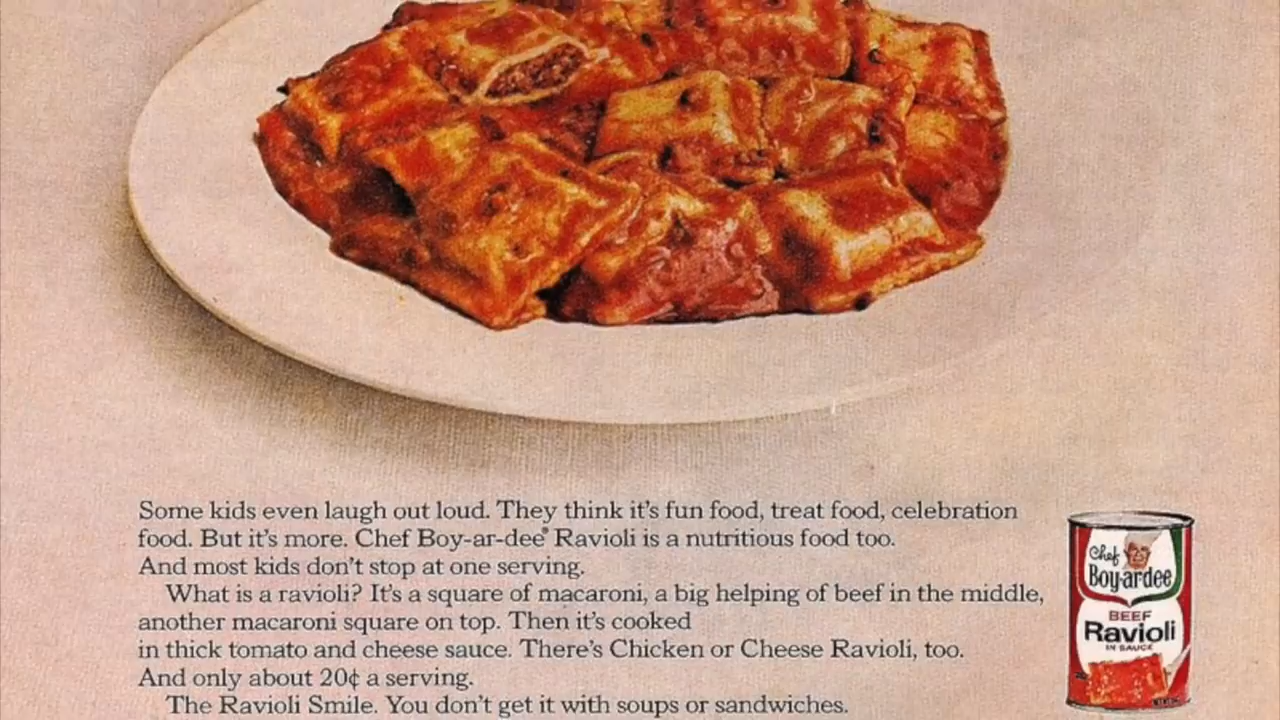 Some kids even laugh out loud. They think it's fun food, treat food, celebration
food. But it's more. Chef Boy-ar-dee® Ravioli is a nutritious food too.
And most kids don't stop at one serving.
What is a ravioli? It's a square of macaroni, a big helping of beef in the middle,
another macaroni square on top. Then it's cooked
in thick tomato and cheese sauce. There's Chicken or Cheese Ravioli, too.
And only about 20¢ a serving.
The Ravioli Smile. You don't get it with soups or sandwiches.
Chef
Boy-ar-dee
BEEF
Ravioli
IN SAUCE